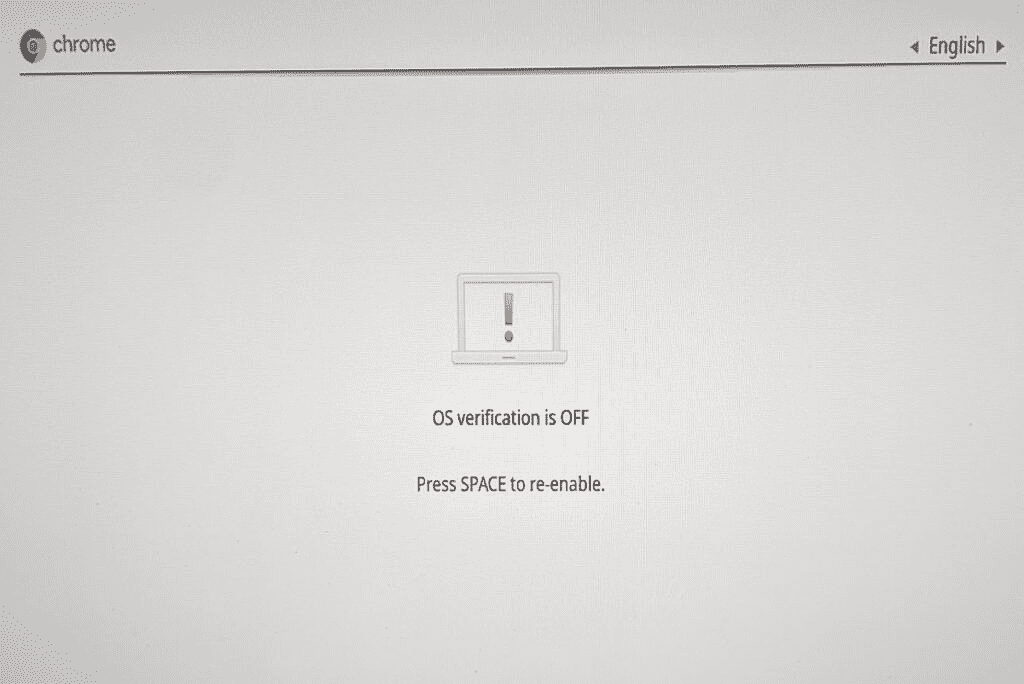 chrome
English
OS verification is OFF
Press SPACE to re-enable.